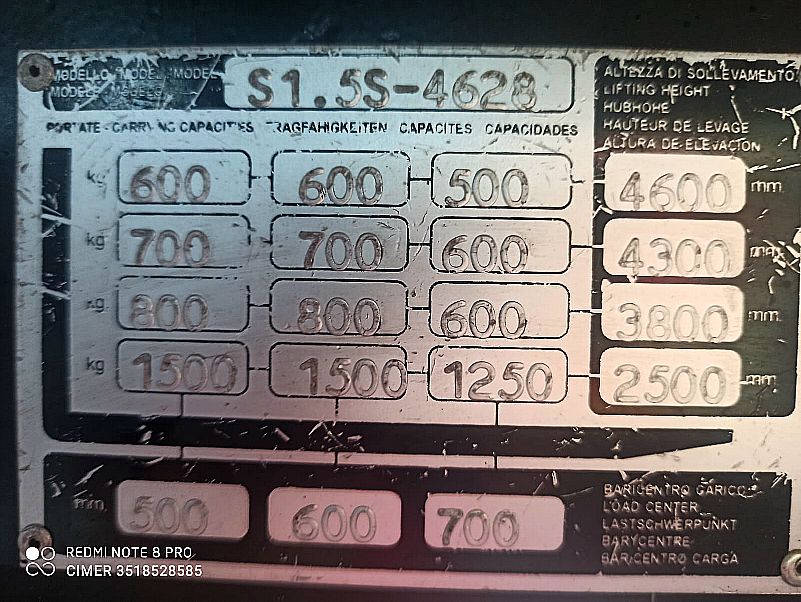 MODELLO / MODEL / MODEL
MODELE MODELO
S1.5S-4628
ALTEZZA DI SOLLEVAMENTO
LIFTING HEIGHT
HUBHOHE
HAUTEUR DE LEVAGE
ALTURA DE ELEVACION
PORTATE - CARRYING CAPACITIES TRAGFAHIGKEITEN CAPACITES CAPACIDADES
kg 600 600 500 4600 mm
kg 700 700 600 4300 mm
kg 800 800 600 3800 mm
kg 1500 1500 1250 2500 mm
mm 500 600 700
BARICENTRO CARICO
LOAD CENTER
LASTSCHWERPUNKT
BARYCENTRE
BARICENTRO CARGA
REDMI NOTE 8 PRO
CIMER 3518528585